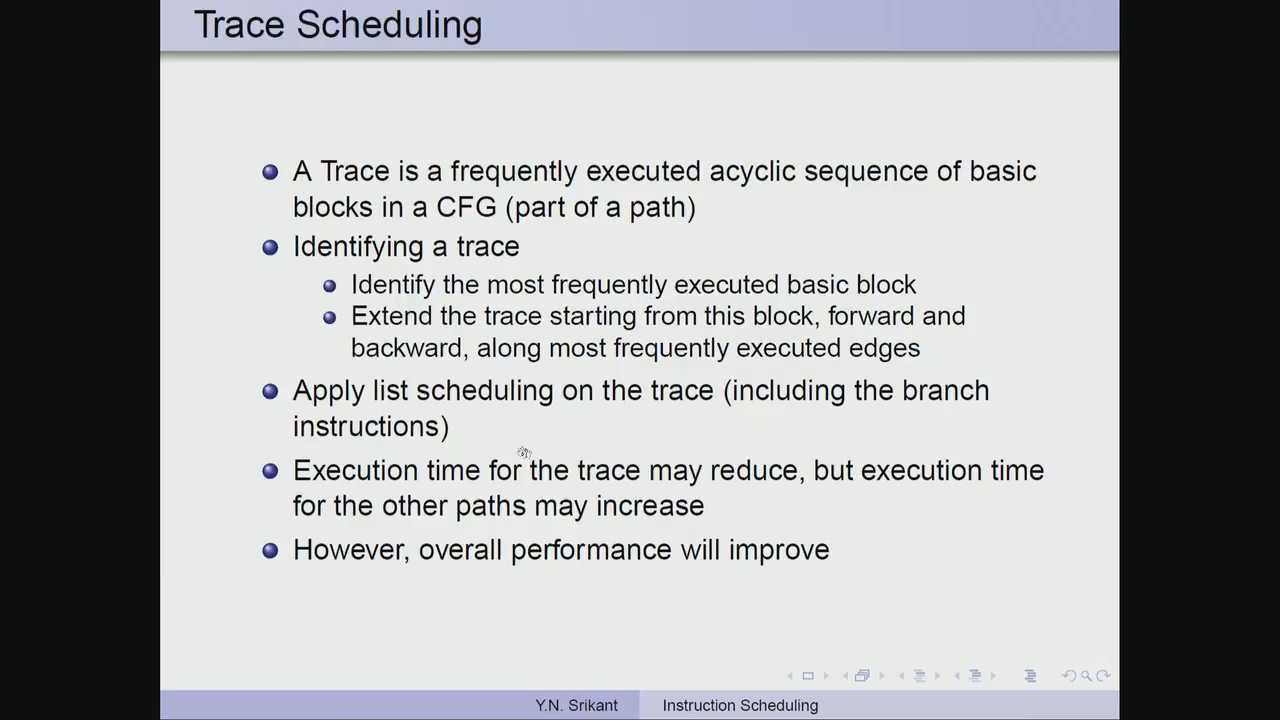 Trace Scheduling
A Trace is a frequently executed acyclic sequence of basic
blocks in a CFG (part of a path)
Identifying a trace
Identify the most frequently executed basic block
Extend the trace starting from this block, forward and
backward, along most frequently executed edges
Apply list scheduling on the trace (including the branch
instructions)
Execution time for the trace may reduce, but execution time
for the other paths may increase
However, overall performance will improve
Y.N. Srikant
Instruction Scheduling